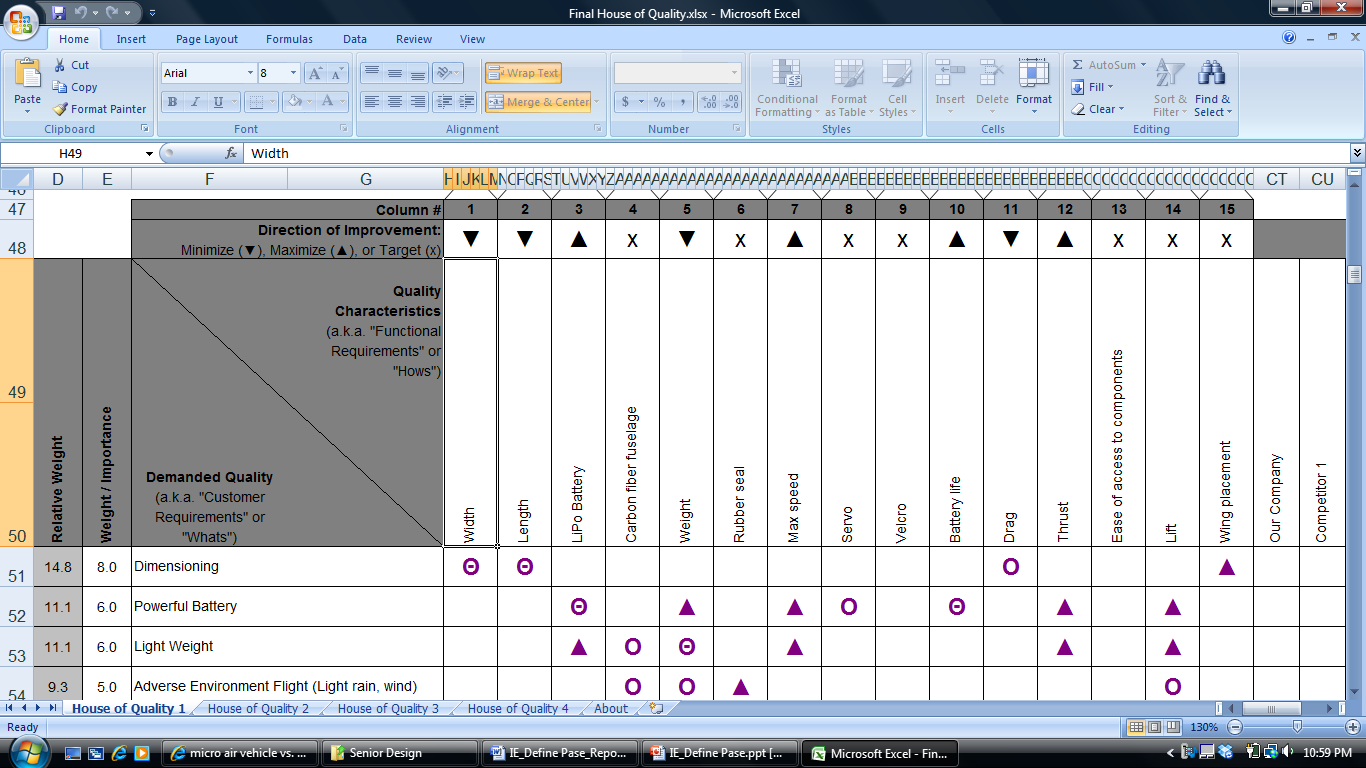 Final House of Quality.xlsx - Microsoft Excel
Home Insert Page Layout Formulas Data Review View
Paste
Cut
Copy
Format Painter
Clipboard
Arial 8
B I U
Font
Wrap Text
Merge & Center
Alignment
$ % ,
Number
Conditional Formatting
Format as Table
Cell Styles
Styles
Insert Delete Format
Cells
Σ AutoSum
Fill
Clear
Sort & Filter
Find & Select
Editing
H49 fx Width
D E F G CT CU
47 Column # 1 2 3 4 5 6 7 8 9 10 11 12 13 14 15
Direction of Improvement:
48 Minimize (▼), Maximize (▲), or Target (x) ▼ ▼ ▲ x ▼ x ▲ x x ▲ ▼ ▲ x x x
49
50
Relative Weight
Weight / Importance
Quality
Characteristics
(a.k.a. "Functional
Requirements" or
"Hows")
Demanded Quality
(a.k.a. "Customer
Requirements" or
"Whats")
Width
Length
LiPo Battery
Carbon fiber fuselage
Weight
Rubber seal
Max speed
Servo
Velcro
Battery life
Drag
Thrust
Ease of access to components
Lift
Wing placement
Our Company
Competitor 1
51 14.8 8.0 Dimensioning Θ Θ Ο ▲
52 11.1 6.0 Powerful Battery Θ ▲ ▲ Ο Θ ▲ ▲
53 11.1 6.0 Light Weight ▲ Ο Θ ▲ ▲ ▲
54 9.3 5.0 Adverse Environment Flight (Light rain, wind) Ο Ο ▲ Ο
House of Quality 1 House of Quality 2 House of Quality 3 House of Quality 4 About
Ready 130%
micro air vehicle vs. ... Senior Design IE_Define Pase_Repo... IE_Define Pase.ppt [... Microsoft Excel - Fin... 10:59 PM